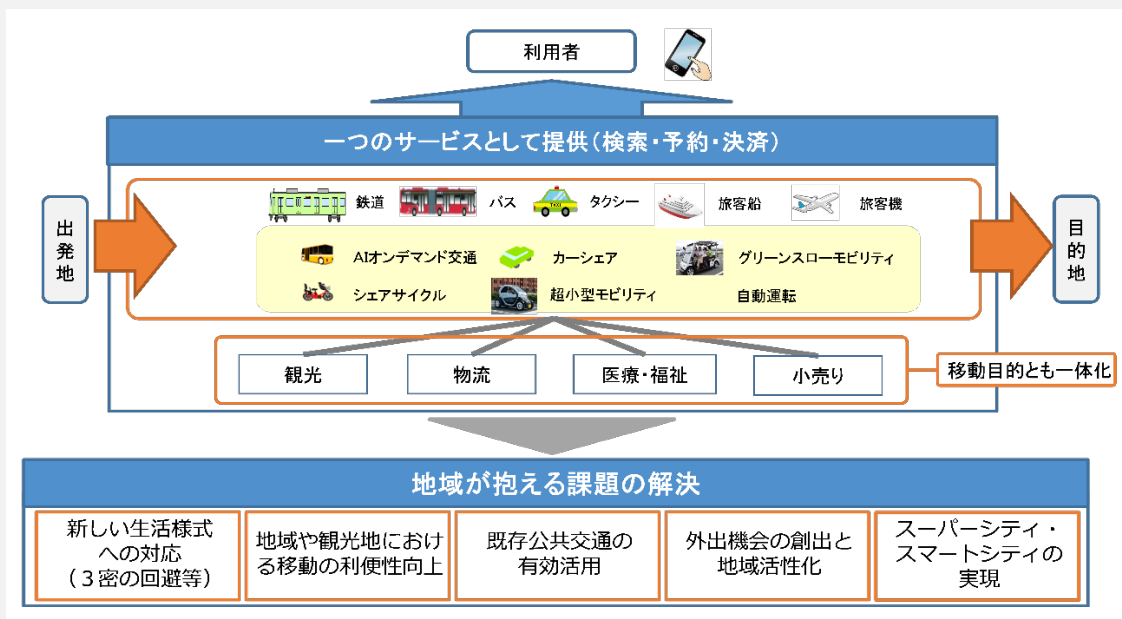 利用者
一つのサービスとして提供(検索・予約・決済)
出発地
鉄道 バス タクシー 旅客船 旅客機
AIオンデマンド交通 カーシェア グリーンスローモビリティ
シェアサイクル 超小型モビリティ 自動運転
目的地
観光 物流 医療・福祉 小売り
移動目的とも一体化
地域が抱える課題の解決
新しい生活様式
への対応
(3密の回避等)
地域や観光地におけ
る移動の利便性向上
既存公共交通の
有効活用
外出機会の創出と
地域活性化
スーパーシティ・
スマートシティの
実現